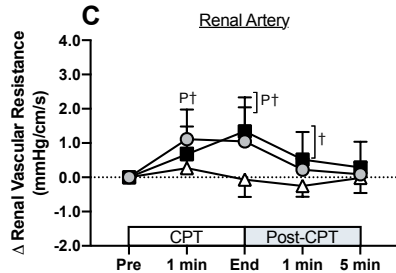 C
Renal Artery
Δ Renal Vascular Resistance
(mmHg/cm/s)
4.0
3.0
2.0
1.0
0.0
-1.0
-2.0
P†
P†
†
CPT
Post-CPT
Pre
1 min
End
1 min
5 min